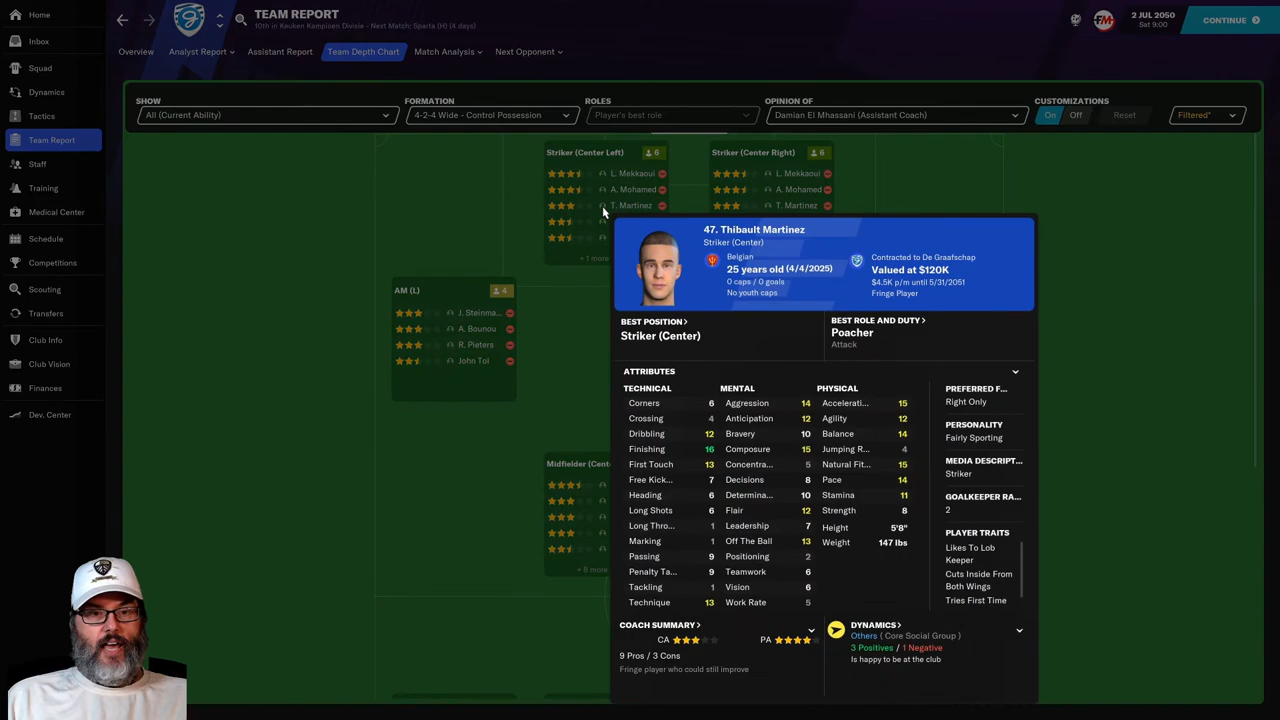 Home
TEAM REPORT
10th in Keuken Kampioen Divisie - Next Match: Sparta (H) (4 days)
FM
2 JUL 2050
Sat 9:00
CONTINUE
Inbox
Overview
Analyst Report
Assistant Report
Team Depth Chart
Match Analysis
Next Opponent
Squad
Dynamics
Tactics
Team Report
Staff
Training
Medical Center
Schedule
Competitions
Scouting
Transfers
Club Info
Club Vision
Finances
Dev. Center
SHOW
FORMATION
ROLES
OPINION OF
CUSTOMIZATIONS
All (Current Ability)
4-2-4 Wide - Control Possession
Player's best role
Damian El Mhassani (Assistant Coach)
On
Off
Reset
Filtered*
Striker (Center Left)
6
L. Mekkaoui
A. Mohamed
T. Martinez
+ 1 more
Striker (Center Right)
6
L. Mekkaoui
A. Mohamed
T. Martinez
AM (L)
4
J. Steinma...
A. Bounou
R. Pieters
John Tol
Midfielder (Cente
+ 8 more
47. Thibault Martinez
Striker (Center)
Belgian
25 years old (4/4/2025)
0 caps / 0 goals
No youth caps
Contracted to De Graafschap
Valued at $120K
$4.5K p/m until 5/31/2051
Fringe Player
BEST POSITION
Striker (Center)
BEST ROLE AND DUTY
Poacher
Attack
ATTRIBUTES
TECHNICAL
Corners 6
Crossing 4
Dribbling 12
Finishing 16
First Touch 13
Free Kick... 7
Heading 6
Long Shots 6
Long Thro... 1
Marking 1
Passing 9
Penalty Ta... 9
Tackling 1
Technique 13
MENTAL
Aggression 14
Anticipation 12
Bravery 10
Composure 15
Concentra... 5
Decisions 8
Determina... 10
Flair 12
Leadership 7
Off The Ball 13
Positioning 2
Teamwork 6
Vision 6
Work Rate 5
PHYSICAL
Accelerati... 15
Agility 12
Balance 14
Jumping R... 4
Natural Fit... 15
Pace 14
Stamina 11
Strength 8
Height 5'8"
Weight 147 lbs
PREFERRED F...
Right Only
PERSONALITY
Fairly Sporting
MEDIA DESCRIPT...
Striker
GOALKEEPER RA...
2
PLAYER TRAITS
Likes To Lob
Keeper
Cuts Inside From
Both Wings
Tries First Time
COACH SUMMARY
CA
PA
9 Pros / 3 Cons
Fringe player who could still improve
DYNAMICS
Others ( Core Social Group )
3 Positives / 1 Negative
Is happy to be at the club